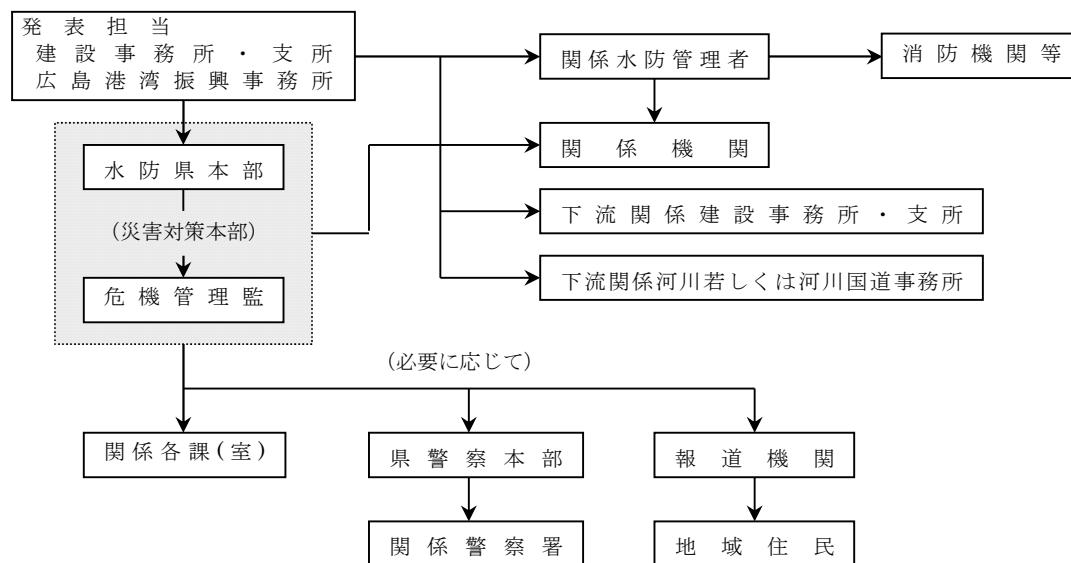 発表担当
建設事務所・支所
広島港湾振興事務所
関係水防管理者
消防機関等
水防県本部
関係機関
(災害対策本部)
下流関係建設事務所・支所
危機管理監
下流関係河川若しくは河川国道事務所
(必要に応じて)
関係各課(室)
県警察本部
報道機関
関係警察署
地域住民